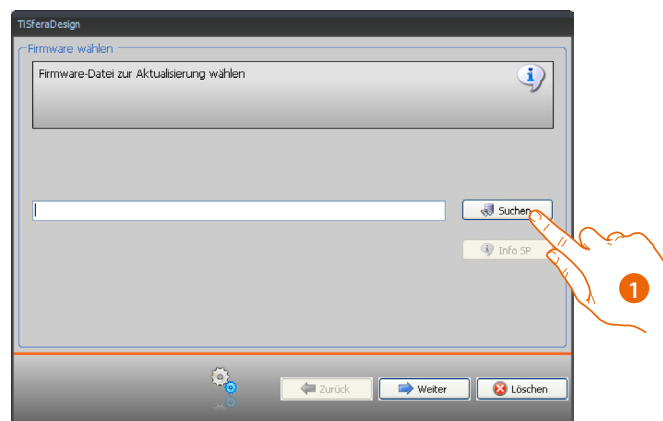 TiSferaDesign
Firmware wählen
Firmware-Datei zur Aktualisierung wählen
Suchen
Info SP
1
Zurück
Weiter
Löschen